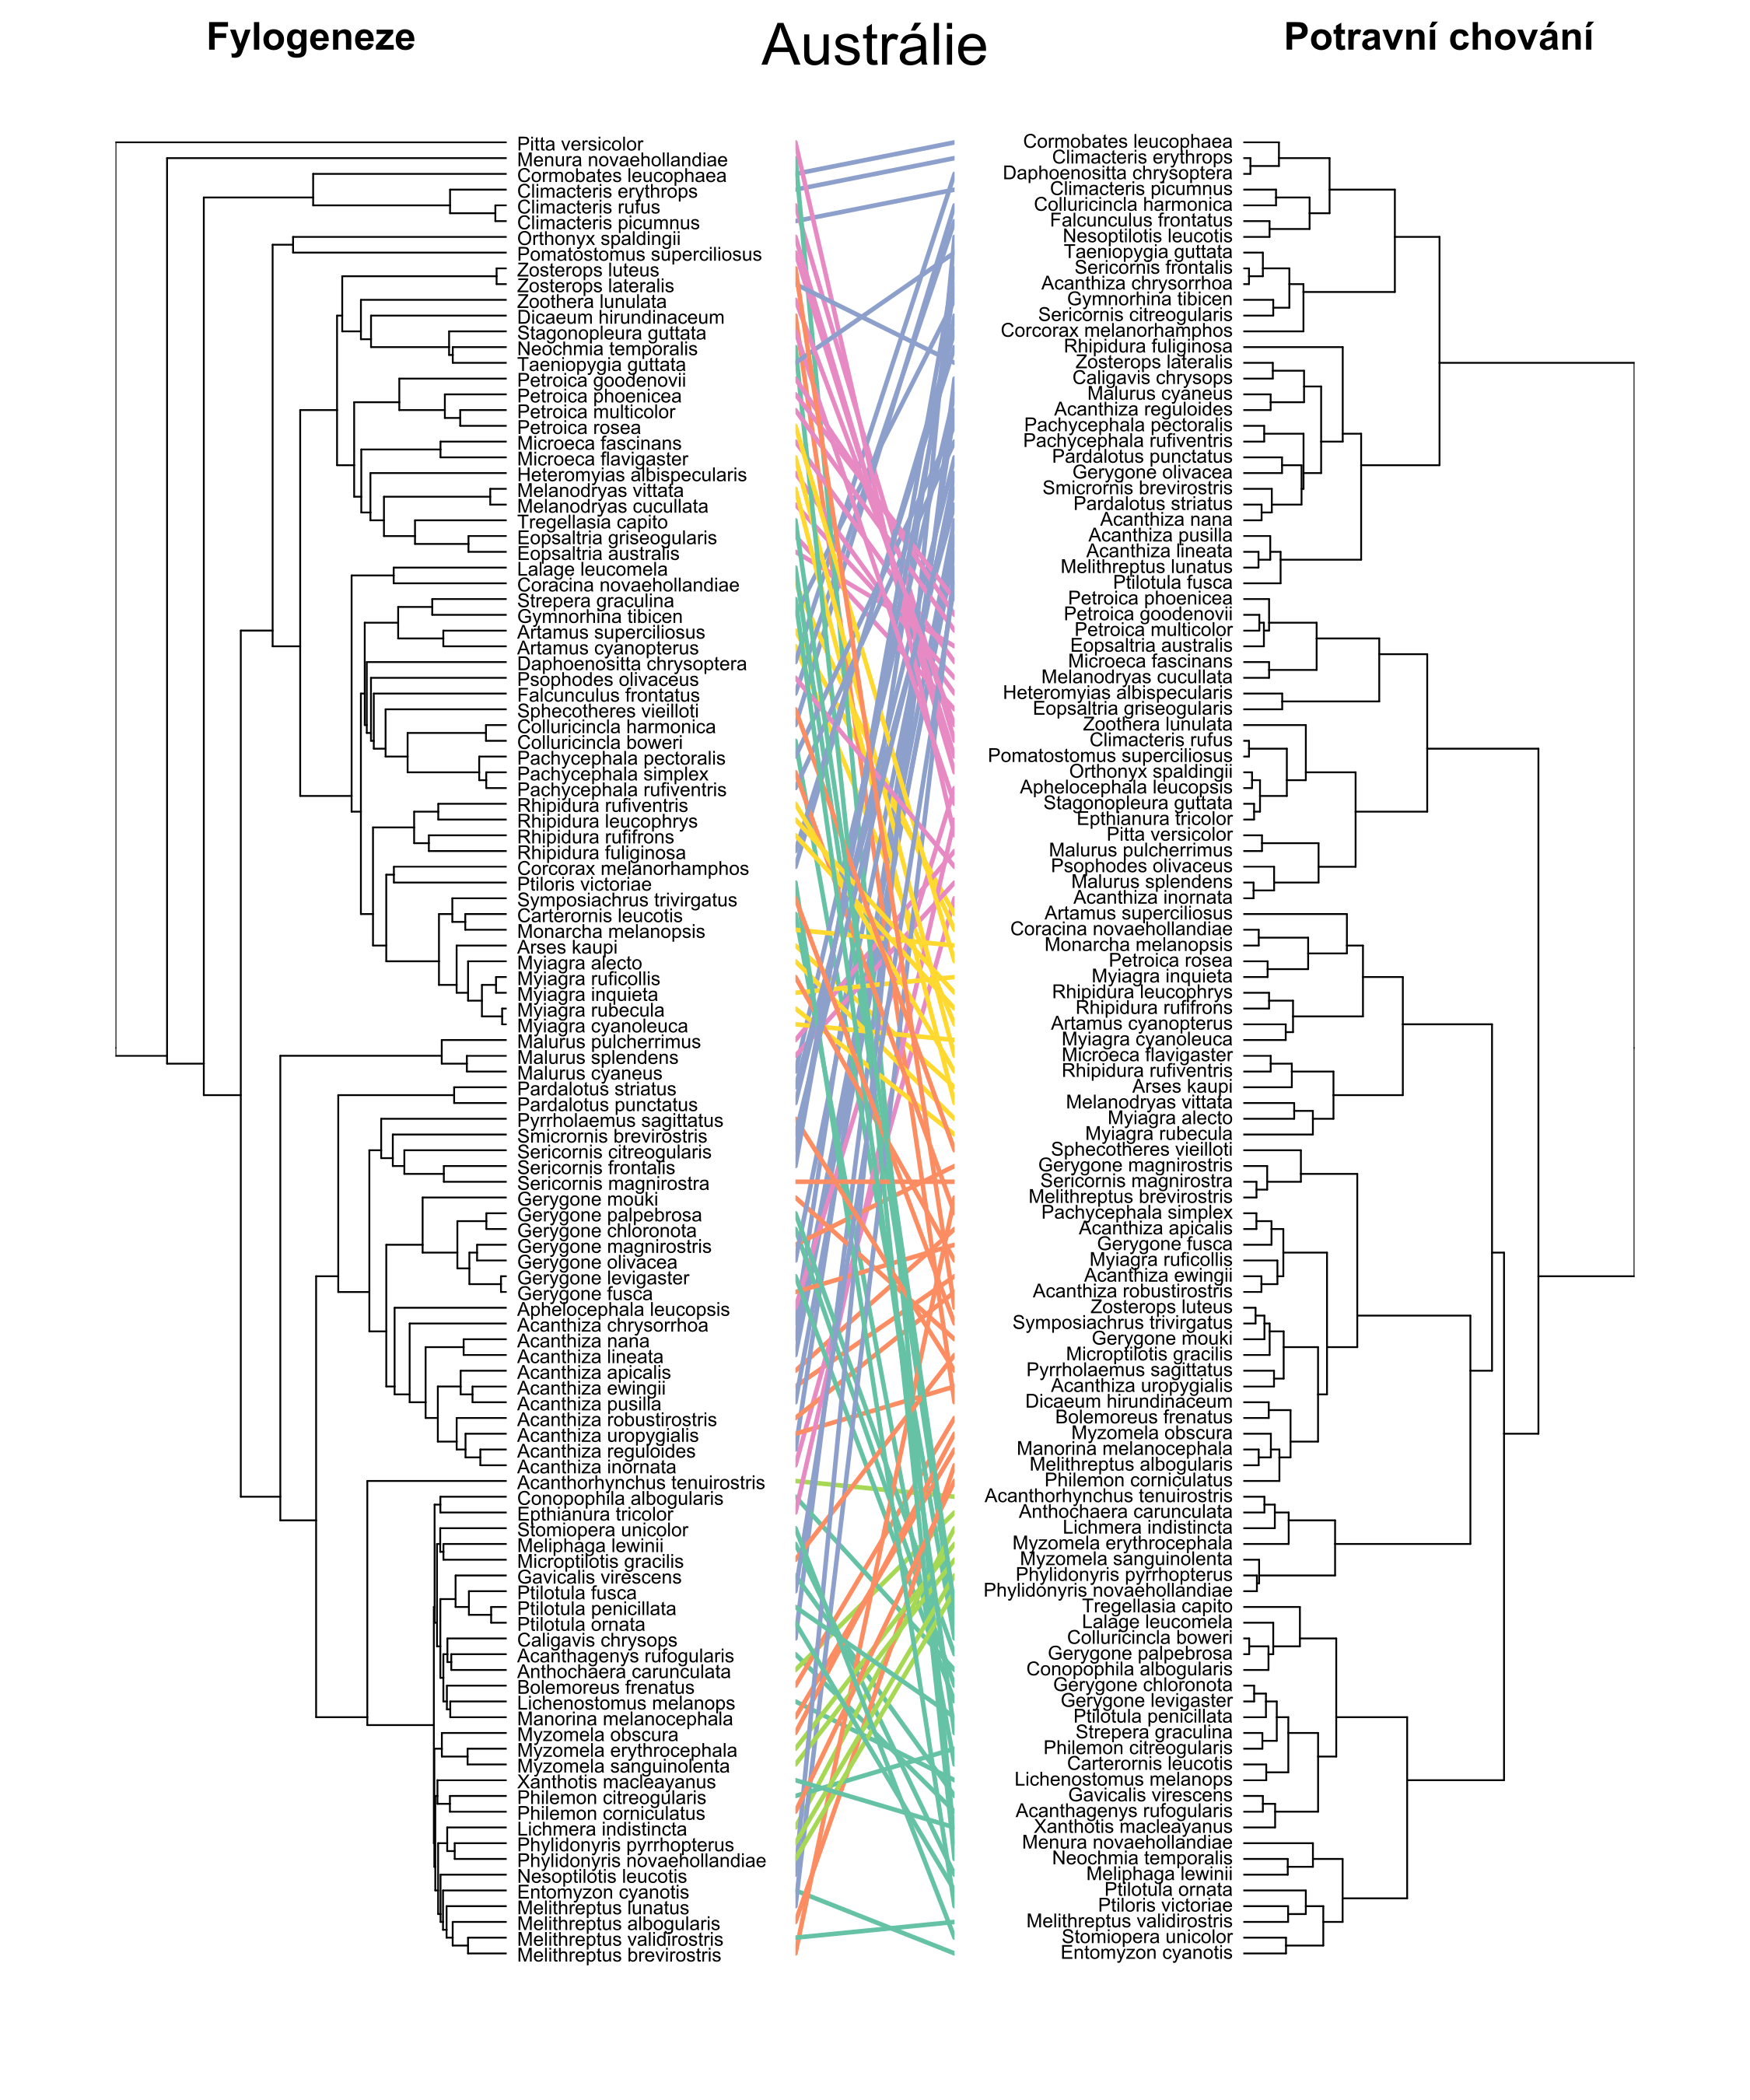 Fylogeneze
Austrálie
Potravní chování
Pitta versicolor
Menura novaehollandiae
Cormobates leucophaea
Climacteris erythrops
Climacteris rufus
Climacteris picumnus
Orthonyx spaldingii
Pomatostomus superciliosus
Zosterops luteus
Zosterops lateralis
Zoothera lunulata
Dicaeum hirundinaceum
Stagonopleura guttata
Neochmia temporalis
Taeniopygia guttata
Petroica goodenovii
Petroica phoenicea
Petroica multicolor
Petroica rosea
Microeca fascinans
Microeca flavigaster
Heteromyias albispecularis
Melanodryas vittata
Melanodryas cucullata
Tregellasia capito
Eopsaltria griseogularis
Eopsaltria australis
Lalage leucomela
Coracina novaehollandiae
Strepera graculina
Gymnorhina tibicen
Artamus superciliosus
Artamus cyanopterus
Daphoenositta chrysoptera
Psophodes olivaceus
Falcunculus frontatus
Sphecotheres vieilloti
Colluricincla harmonica
Colluricincla boweri
Pachycephala pectoralis
Pachycephala simplex
Pachycephala rufiventris
Rhipidura rufiventris
Rhipidura leucophrys
Rhipidura rufifrons
Rhipidura fuliginosa
Corcorax melanorhamphos
Ptiloris victoriae
Symposiachrus trivirgatus
Carterornis leucotis
Monarcha melanopsis
Arses kaupi
Myiagra alecto
Myiagra ruficollis
Myiagra inquieta
Myiagra rubecula
Myiagra cyanoleuca
Malurus pulcherrimus
Malurus splendens
Malurus cyaneus
Pardalotus striatus
Pardalotus punctatus
Pyrrholaemus sagittatus
Smicrornis brevirostris
Sericornis citreogularis
Sericornis frontalis
Sericornis magnirostra
Gerygone mouki
Gerygone palpebrosa
Gerygone chloronota
Gerygone magnirostris
Gerygone olivacea
Gerygone levigaster
Gerygone fusca
Aphelocephala leucopsis
Acanthiza chrysorrhoa
Acanthiza nana
Acanthiza lineata
Acanthiza apicalis
Acanthiza ewingii
Acanthiza pusilla
Acanthiza robustirostris
Acanthiza uropygialis
Acanthiza reguloides
Acanthiza inornata
Acanthorhynchus tenuirostris
Conopophila albogularis
Epthianura tricolor
Stomiopera unicolor
Meliphaga lewinii
Microptilotis gracilis
Gavicalis virescens
Ptilotula fusca
Ptilotula penicillata
Ptilotula ornata
Caligavis chrysops
Acanthagenys rufogularis
Anthochaera carunculata
Bolemoreus frenatus
Lichenostomus melanops
Manorina melanocephala
Myzomela obscura
Myzomela erythrocephala
Myzomela sanguinolenta
Xanthotis macleayanus
Philemon citreogularis
Philemon corniculatus
Lichmera indistincta
Phylidonyris pyrrhopterus
Phylidonyris novaehollandiae
Nesoptilotis leucotis
Entomyzon cyanotis
Melithreptus lunatus
Melithreptus albogularis
Melithreptus validirostris
Melithreptus brevirostris
Cormobates leucophaea
Climacteris erythrops
Daphoenositta chrysoptera
Climacteris picumnus
Colluricincla harmonica
Falcunculus frontatus
Nesoptilotis leucotis
Taeniopygia guttata
Sericornis frontalis
Acanthiza chrysorrhoa
Gymnorhina tibicen
Sericornis citreogularis
Corcorax melanorhamphos
Rhipidura fuliginosa
Zosterops lateralis
Caligavis chrysops
Malurus cyaneus
Acanthiza reguloides
Pachycephala pectoralis
Pachycephala rufiventris
Pardalotus punctatus
Gerygone olivacea
Smicrornis brevirostris
Pardalotus striatus
Acanthiza nana
Acanthiza pusilla
Acanthiza lineata
Melithreptus lunatus
Ptilotula fusca
Petroica phoenicea
Petroica goodenovii
Petroica multicolor
Eopsaltria australis
Microeca fascinans
Melanodryas cucullata
Heteromyias albispecularis
Eopsaltria griseogularis
Zoothera lunulata
Climacteris rufus
Pomatostomus superciliosus
Orthonyx spaldingii
Aphelocephala leucopsis
Stagonopleura guttata
Epthianura tricolor
Pitta versicolor
Malurus pulcherrimus
Psophodes olivaceus
Malurus splendens
Acanthiza inornata
Artamus superciliosus
Coracina novaehollandiae
Monarcha melanopsis
Petroica rosea
Myiagra inquieta
Rhipidura leucophrys
Rhipidura rufifrons
Artamus cyanopterus
Myiagra cyanoleuca
Microeca flavigaster
Rhipidura rufiventris
Arses kaupi
Melanodryas vittata
Myiagra alecto
Myiagra rubecula
Sphecotheres vieilloti
Gerygone magnirostris
Sericornis magnirostra
Melithreptus brevirostris
Pachycephala simplex
Acanthiza apicalis
Gerygone fusca
Myiagra ruficollis
Acanthiza ewingii
Acanthiza robustirostris
Zosterops luteus
Symposiachrus trivirgatus
Gerygone mouki
Microptilotis gracilis
Pyrrholaemus sagittatus
Acanthiza uropygialis
Dicaeum hirundinaceum
Bolemoreus frenatus
Myzomela obscura
Manorina melanocephala
Melithreptus albogularis
Philemon corniculatus
Acanthorhynchus tenuirostris
Anthochaera carunculata
Lichmera indistincta
Myzomela erythrocephala
Myzomela sanguinolenta
Phylidonyris pyrrhopterus
Phylidonyris novaehollandiae
Tregellasia capito
Lalage leucomela
Colluricincla boweri
Gerygone palpebrosa
Conopophila albogularis
Gerygone chloronota
Gerygone levigaster
Ptilotula penicillata
Strepera graculina
Philemon citreogularis
Carterornis leucotis
Lichenostomus melanops
Gavicalis virescens
Acanthagenys rufogularis
Xanthotis macleayanus
Menura novaehollandiae
Neochmia temporalis
Meliphaga lewinii
Ptilotula ornata
Ptiloris victoriae
Melithreptus validirostris
Stomiopera unicolor
Entomyzon cyanotis